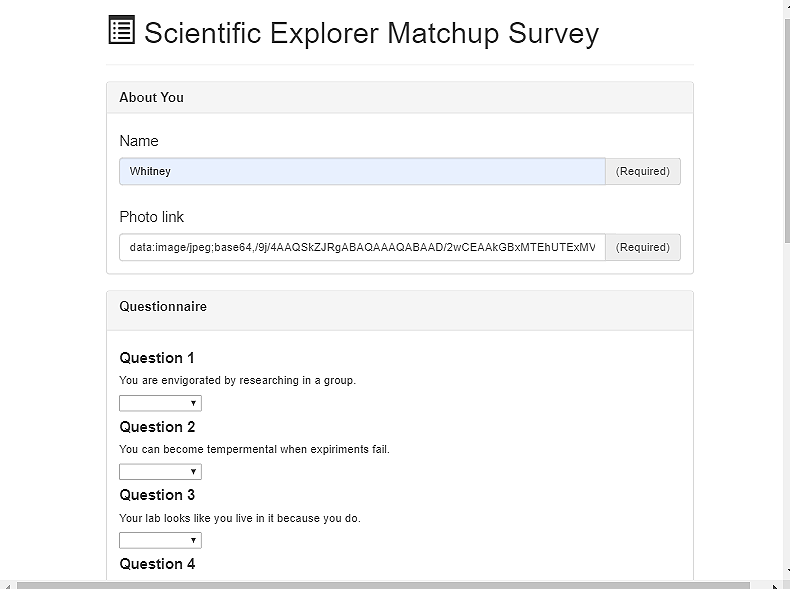 Scientific Explorer Matchup Survey
About You
Name
Whitney (Required)
Photo link
data:image/jpeg;base64,/9j/4AAQSkZJRgABAQAAAQABAAD/2wCEAAkGBxMTEhUTExMV (Required)
Questionnaire
Question 1
You are envigorated by researching in a group.
Question 2
You can become tempermental when expiriments fail.
Question 3
Your lab looks like you live in it because you do.
Question 4